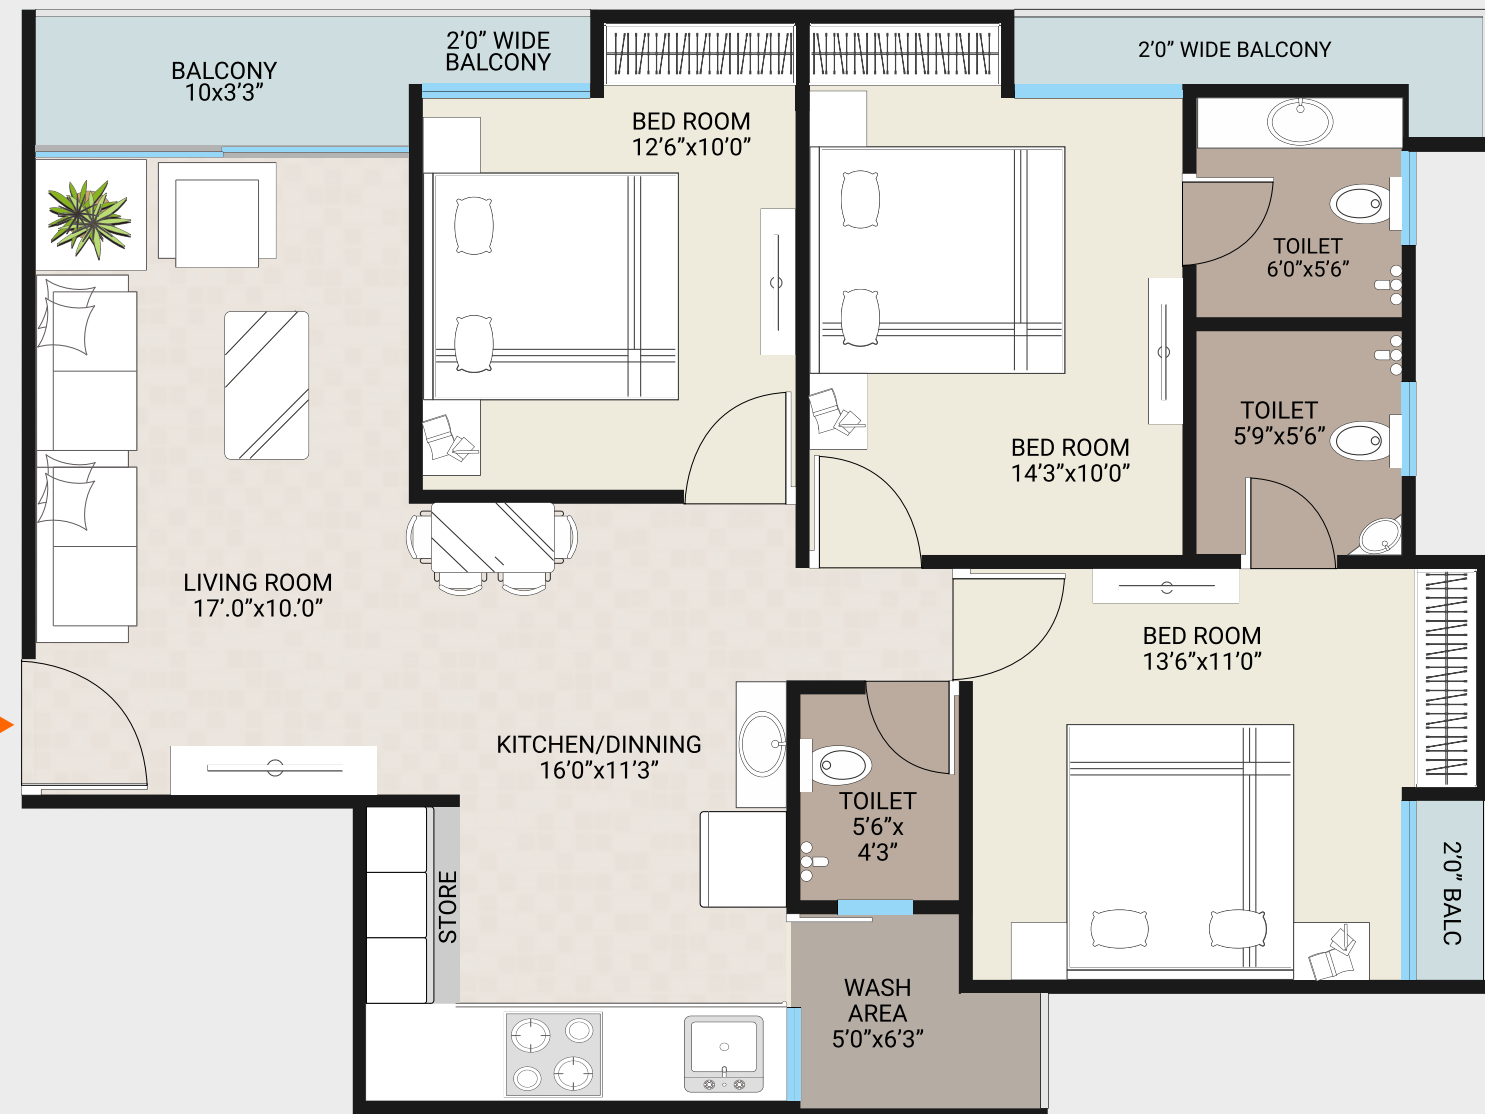 BALCONY
10x3’3”
2’0” WIDE
BALCONY
2’0” WIDE BALCONY
BED ROOM
12’6”x10’0”
TOILET
6’0”x5’6”
TOILET
5’9”x5’6”
BED ROOM
14’3”x10’0”
LIVING ROOM
17’.0”x10.’0”
BED ROOM
13’6”x11’0”
KITCHEN/DINNING
16’0”x11’3”
TOILET
5’6”x
4’3”
STORE
2’0” BALC
WASH
AREA
5’0”x6’3”